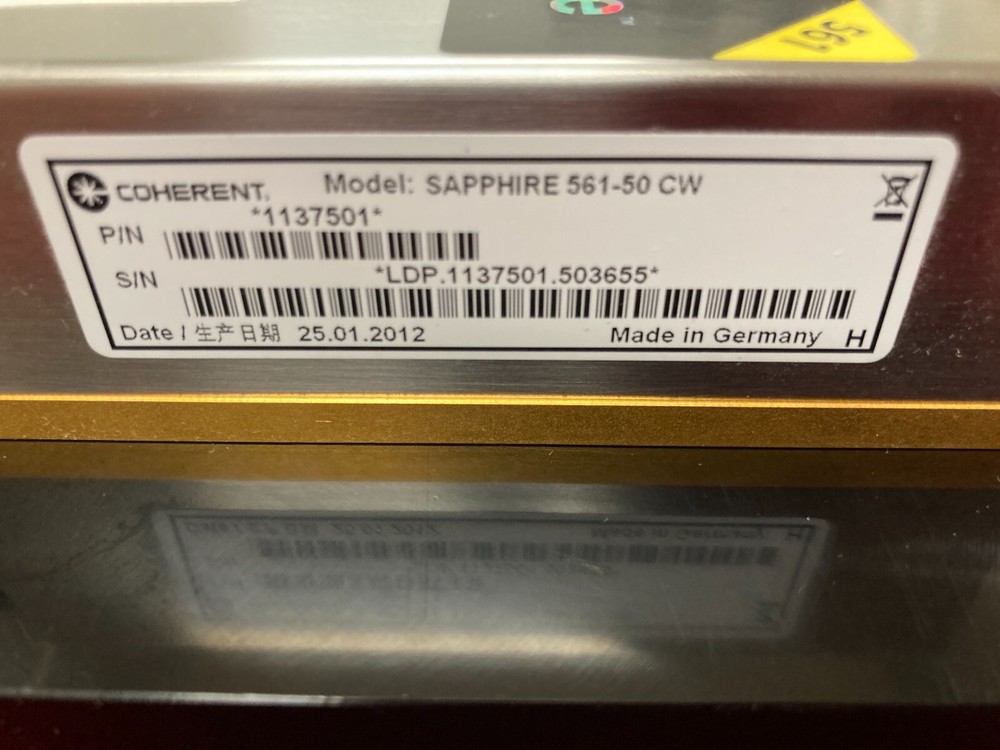 561
COHERENT. Model: SAPPHIRE 561-50 CW
*1137501*
P/N
*LDP.1137501.503655*
S/N
Date / 生产日期 25.01.2012 Made in Germany H